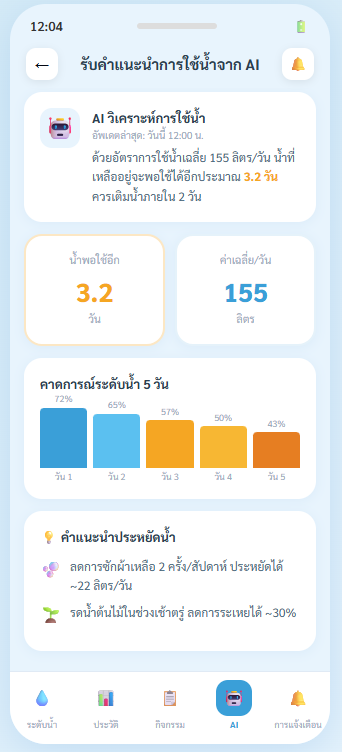 12:04
รับคำแนะนำการใช้น้ำจาก AI
AI วิเคราะห์การใช้น้ำ
อัพเดตล่าสุด: วันนี้ 12:00 น.
ด้วยอัตราการใช้น้ำเฉลี่ย 155 ลิตร/วัน น้ำที่
เหลืออยู่จะพอใช้ได้อีกประมาณ 3.2 วัน
ควรเติมน้ำภายใน 2 วัน
น้ำพอใช้อีก
3.2
วัน
ค่าเฉลี่ย/วัน
155
ลิตร
คาดการณ์ระดับน้ำ 5 วัน
72% 65% 57% 50% 43%
วัน 1 วัน 2 วัน 3 วัน 4 วัน 5
คำแนะนำประหยัดน้ำ
ลดการซักผ้าเหลือ 2 ครั้ง/สัปดาห์ ประหยัดได้
~22 ลิตร/วัน
รดน้ำต้นไม้ในช่วงเช้าตรู่ ลดการระเหยได้ ~30%
ระดับน้ำ ประวัติ กิจกรรม AI การแจ้งเตือน